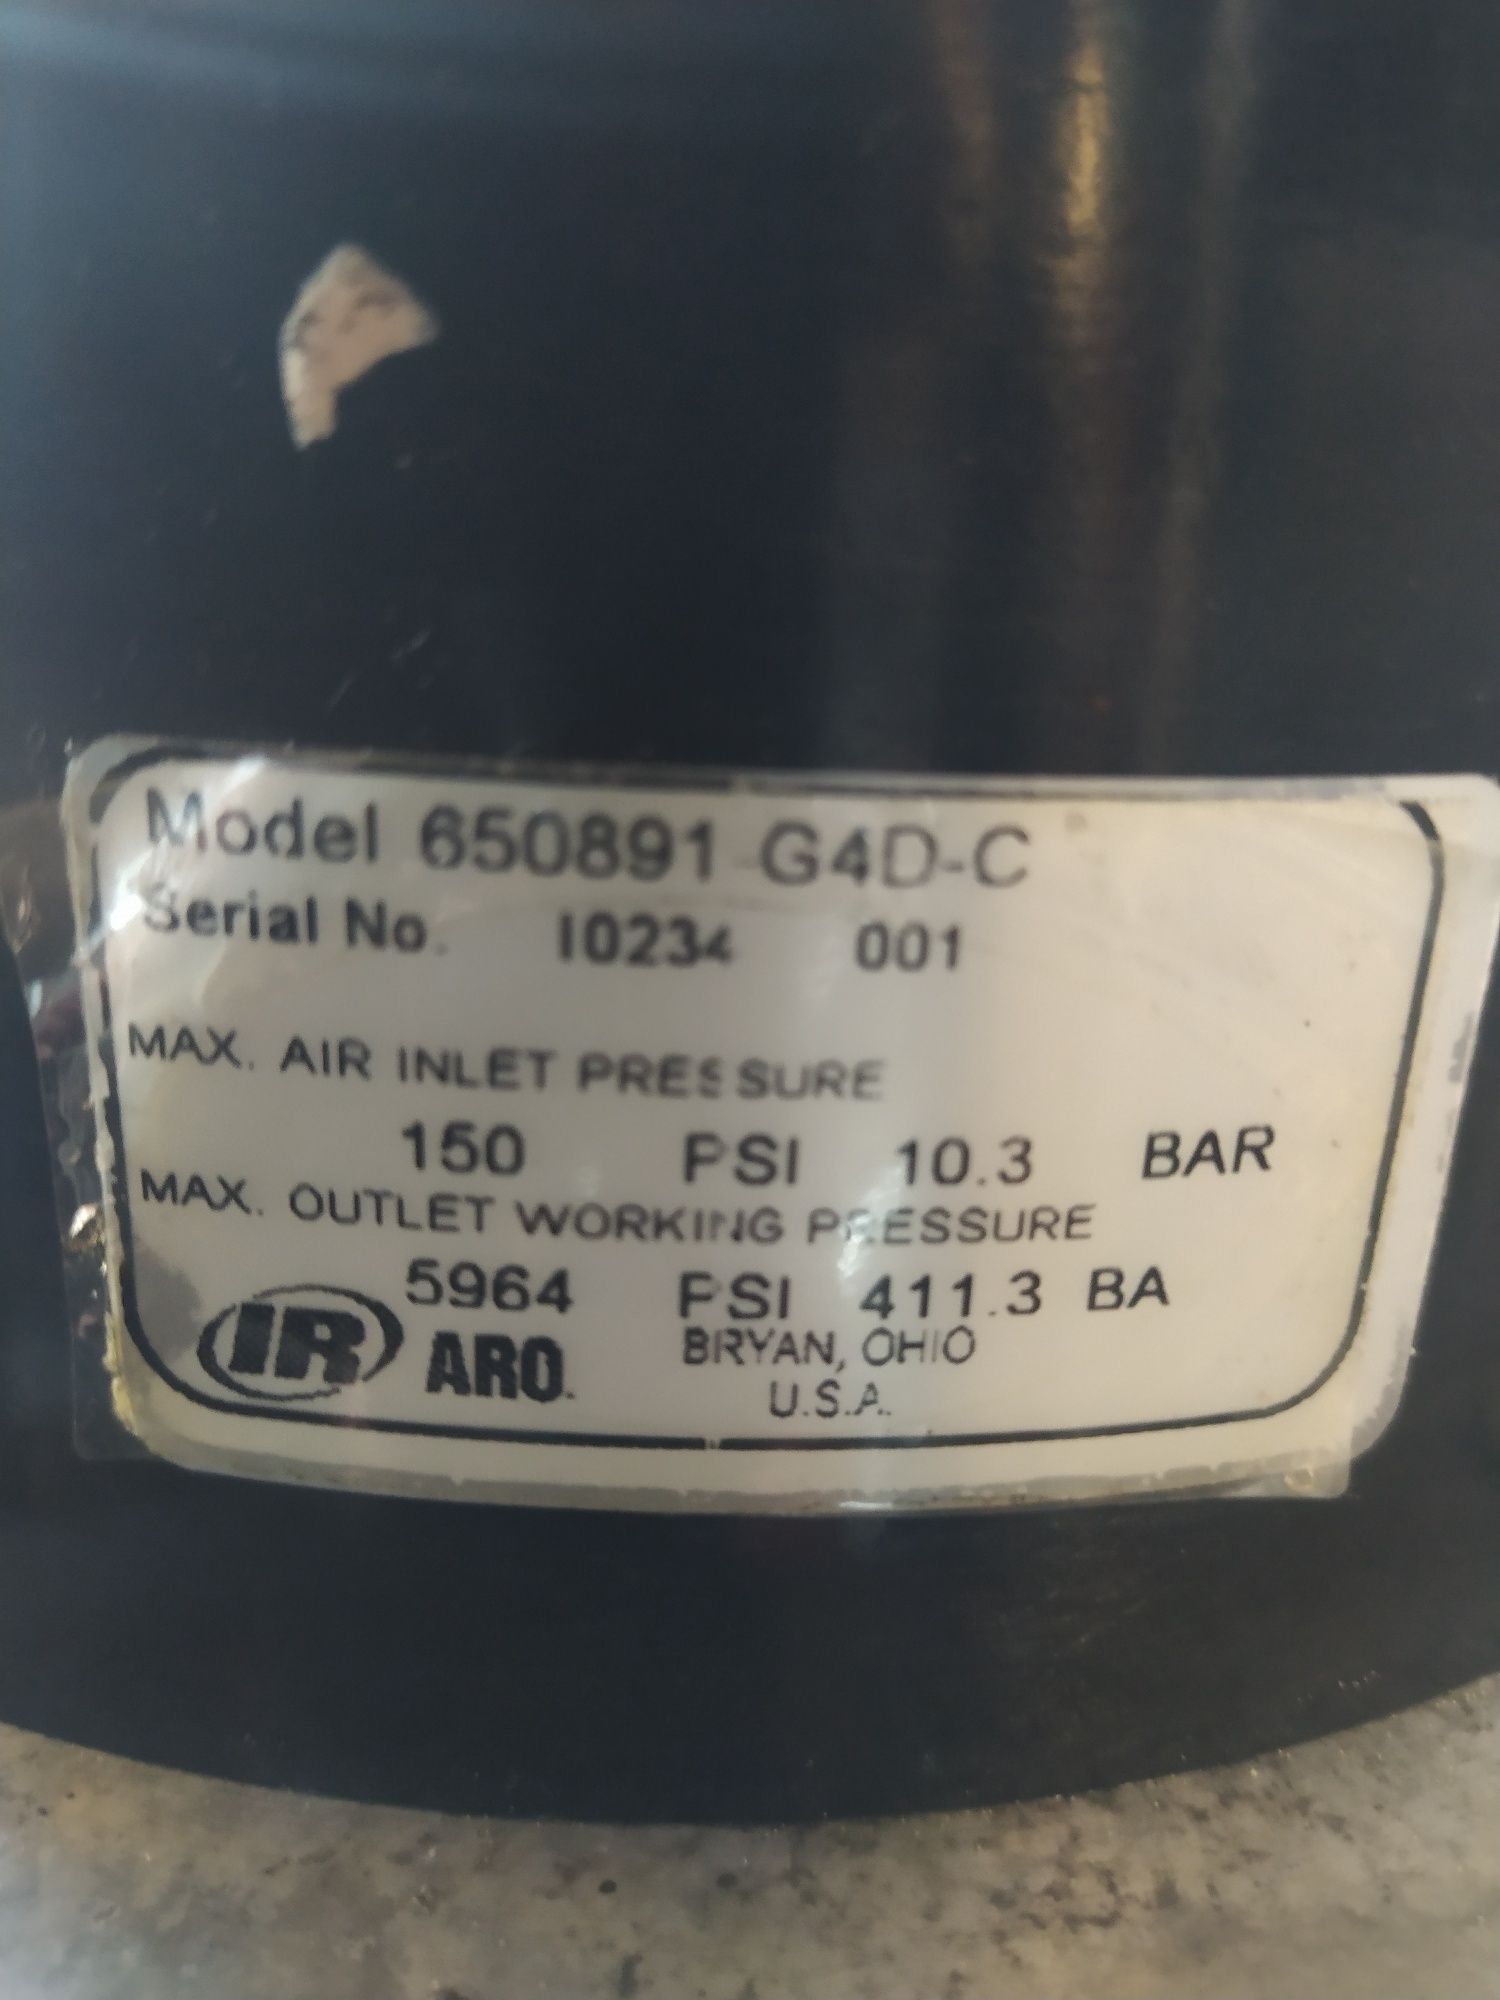 Model 650891 G4D-C
Serial No. I0234 001
MAX. AIR INLET PRESSURE
150 PSI 10.3 BAR
MAX. OUTLET WORKING PRESSURE
5964 PSI 411.3 BA
IR ARO. BRYAN, OHIO
U.S.A.